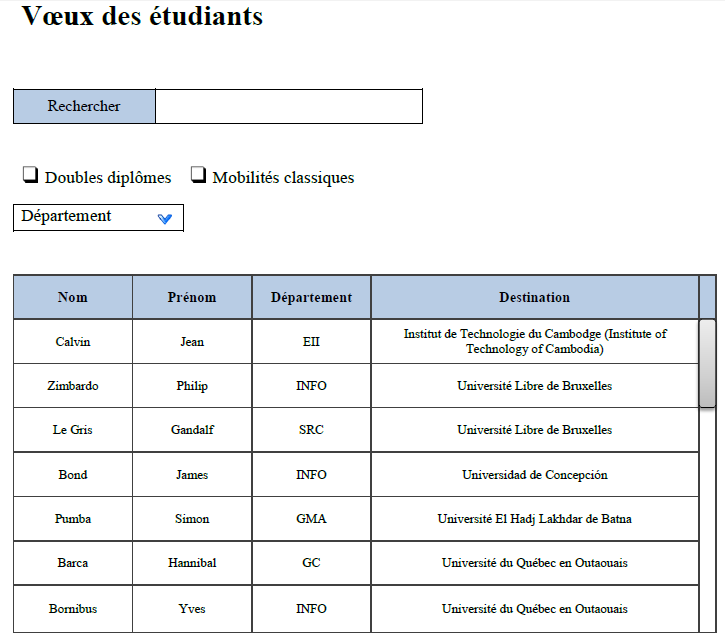 Vœux des étudiants
Rechercher
Doubles diplômes Mobilités classiques
Département
Nom Prénom Département Destination
Calvin Jean EII Institut de Technologie du Cambodge (Institute of
Technology of Cambodia)
Zimbardo Philip INFO Université Libre de Bruxelles
Le Gris Gandalf SRC Université Libre de Bruxelles
Bond James INFO Universidad de Concepción
Pumba Simon GMA Université El Hadj Lakhdar de Batna
Barca Hannibal GC Université du Québec en Outaouais
Bornibus Yves INFO Université du Québec en Outaouais